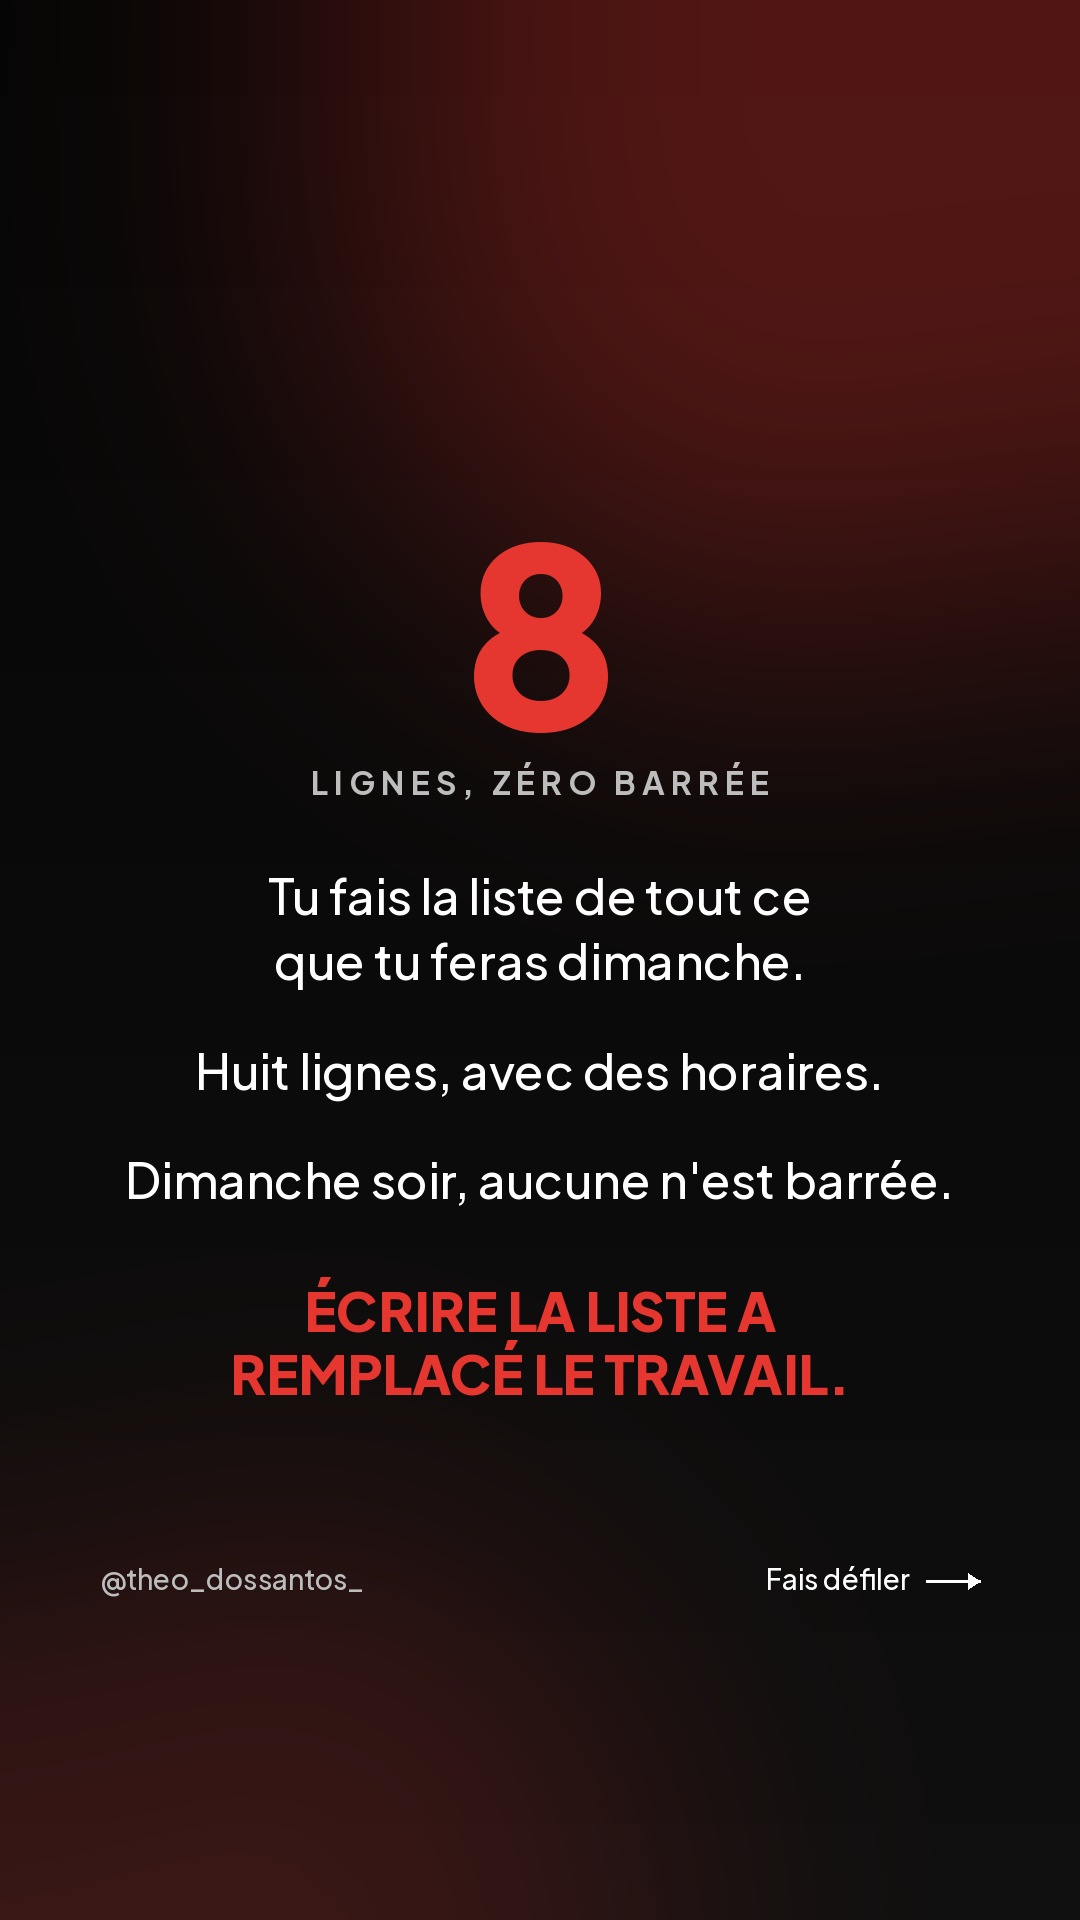 8
LIGNES, ZÉRO BARRÉE
Tu fais la liste de tout ce
que tu feras dimanche.
Huit lignes, avec des horaires.
Dimanche soir, aucune n'est barrée.
ÉCRIRE LA LISTE A
REMPLACÉ LE TRAVAIL.
@theo_dossantos_
Fais défiler